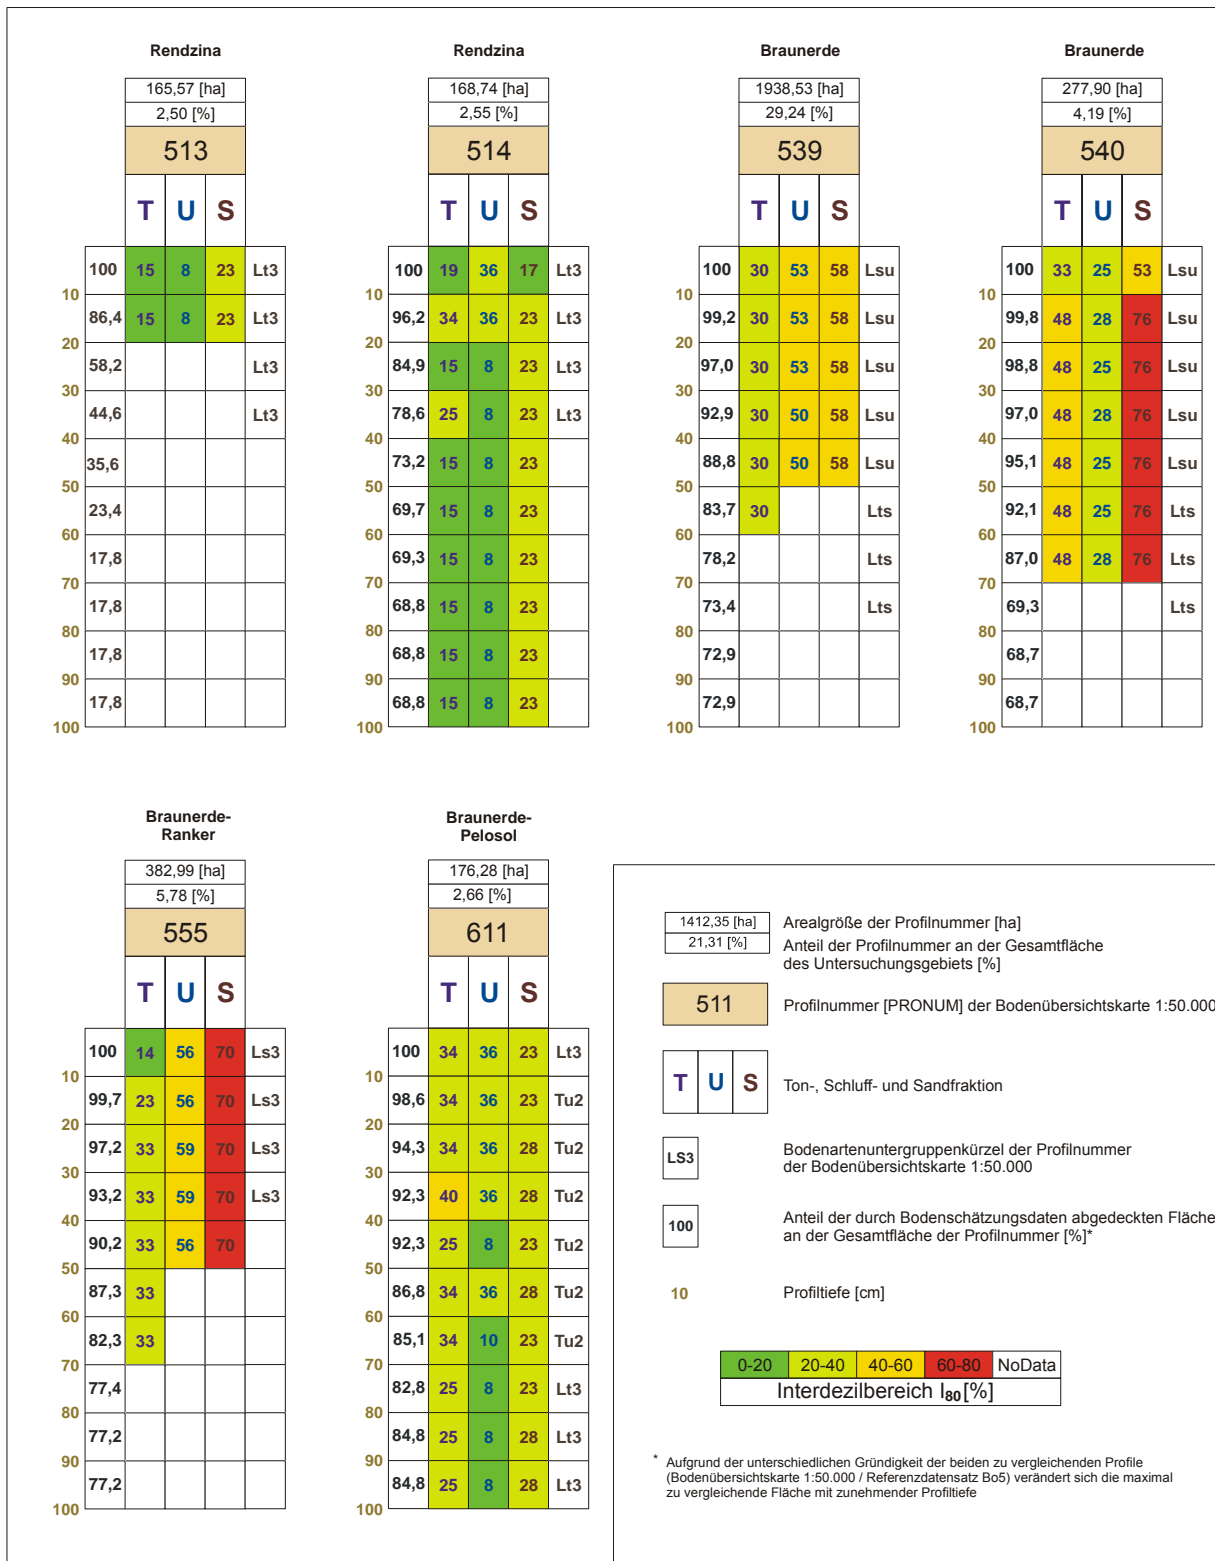 Rendzina
165,57 [ha]
2,50 [%]
513
T U S
100 15 8 23 Lt3
10
86,4 15 8 23 Lt3
20
58,2 Lt3
30
44,6 Lt3
40
35,6
50
23,4
60
17,8
70
17,8
80
17,8
90
17,8
100
Rendzina
168,74 [ha]
2,55 [%]
514
T U S
100 19 36 17 Lt3
10
96,2 34 36 23 Lt3
20
84,9 15 8 23 Lt3
30
78,6 25 8 23 Lt3
40
73,2 15 8 23
50
69,7 15 8 23
60
69,3 15 8 23
70
68,8 15 8 23
80
68,8 15 8 23
90
68,8 15 8 23
100
Braunerde
1938,53 [ha]
29,24 [%]
539
T U S
100 30 53 58 Lsu
10
99,2 30 53 58 Lsu
20
97,0 30 53 58 Lsu
30
92,9 30 50 58 Lsu
40
88,8 30 50 58 Lsu
50
83,7 30 Lts
60
78,2 Lts
70
73,4 Lts
80
72,9
90
72,9
100
Braunerde
277,90 [ha]
4,19 [%]
540
T U S
100 33 25 53 Lsu
10
99,8 48 28 76 Lsu
20
98,8 48 25 76 Lsu
30
97,0 48 28 76 Lsu
40
95,1 48 25 76 Lsu
50
92,1 48 25 76 Lts
60
87,0 48 28 76 Lts
70
69,3 Lts
80
68,7
90
68,7
100
Braunerde-
Ranker
382,99 [ha]
5,78 [%]
555
T U S
100 14 56 70 Ls3
10
99,7 23 56 70 Ls3
20
97,2 33 59 70 Ls3
30
93,2 33 59 70 Ls3
40
90,2 33 56 70
50
87,3 33
60
82,3 33
70
77,4
80
77,2
90
77,2
100
Braunerde-
Pelosol
176,28 [ha]
2,66 [%]
611
T U S
100 34 36 23 Lt3
10
98,6 34 36 23 Tu2
20
94,3 34 36 28 Tu2
30
92,3 40 36 28 Tu2
40
92,3 25 8 23 Tu2
50
86,8 34 36 28 Tu2
60
85,1 34 10 23 Tu2
70
82,8 25 8 23 Lt3
80
84,8 25 8 28 Lt3
90
84,8 25 8 28 Lt3
100
1412,35 [ha] Arealgröße der Profilnummer [ha]
21,31 [%] Anteil der Profilnummer an der Gesamtfläche
des Untersuchungsgebiets [%]
511 Profilnummer [PRONUM] der Bodenübersichtskarte 1:50.000
T U S Ton-, Schluff- und Sandfraktion
LS3 Bodenartenuntergruppenkürzel der Profilnummer
der Bodenübersichtskarte 1:50.000
100 Anteil der durch Bodenschätzungsdaten abgedeckten Fläche
an der Gesamtfläche der Profilnummer [%]*
10 Profiltiefe [cm]
0-20 20-40 40-60 60-80 NoData
Interdezilbereich I80 [%]
* Aufgrund der unterschiedlichen Gründigkeit der beiden zu vergleichenden Profile
(Bodenübersichtskarte 1:50.000 / Referenzdatensatz Bo5) verändert sich die maximal
zu vergleichende Fläche mit zunehmender Profiltiefe